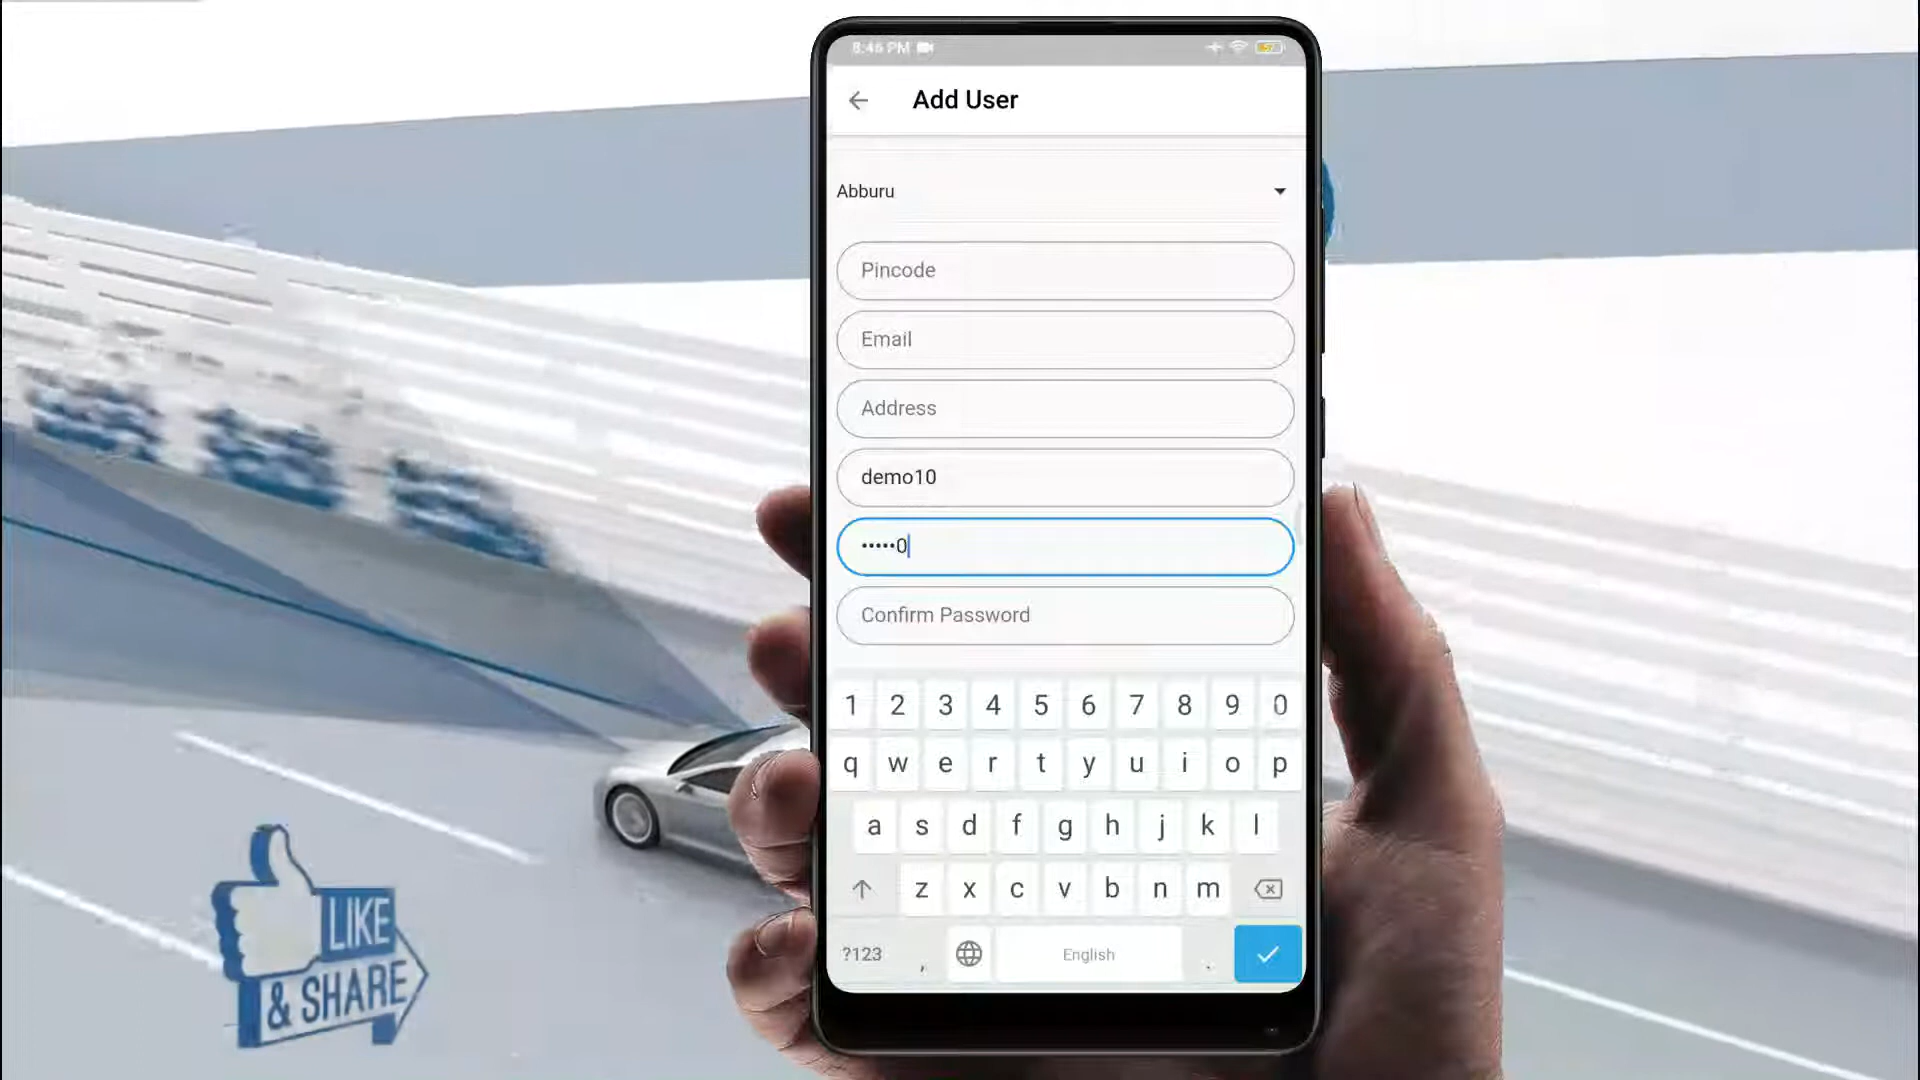 8:46 PM
Add User
Abburu
Pincode
Email
Address
demo10
•••••0
Confirm Password
1 2 3 4 5 6 7 8 9 0
q w e r t y u i o p
a s d f g h j k l
z x c v b n m
?123 , English .
LIKE
& SHARE